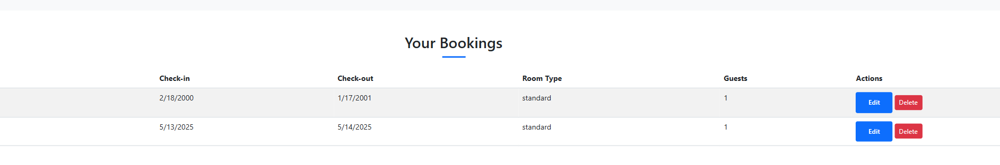 Your Bookings
Check-in Check-out Room Type Guests Actions
2/18/2000 1/17/2001 standard 1 Edit Delete
5/13/2025 5/14/2025 standard 1 Edit Delete